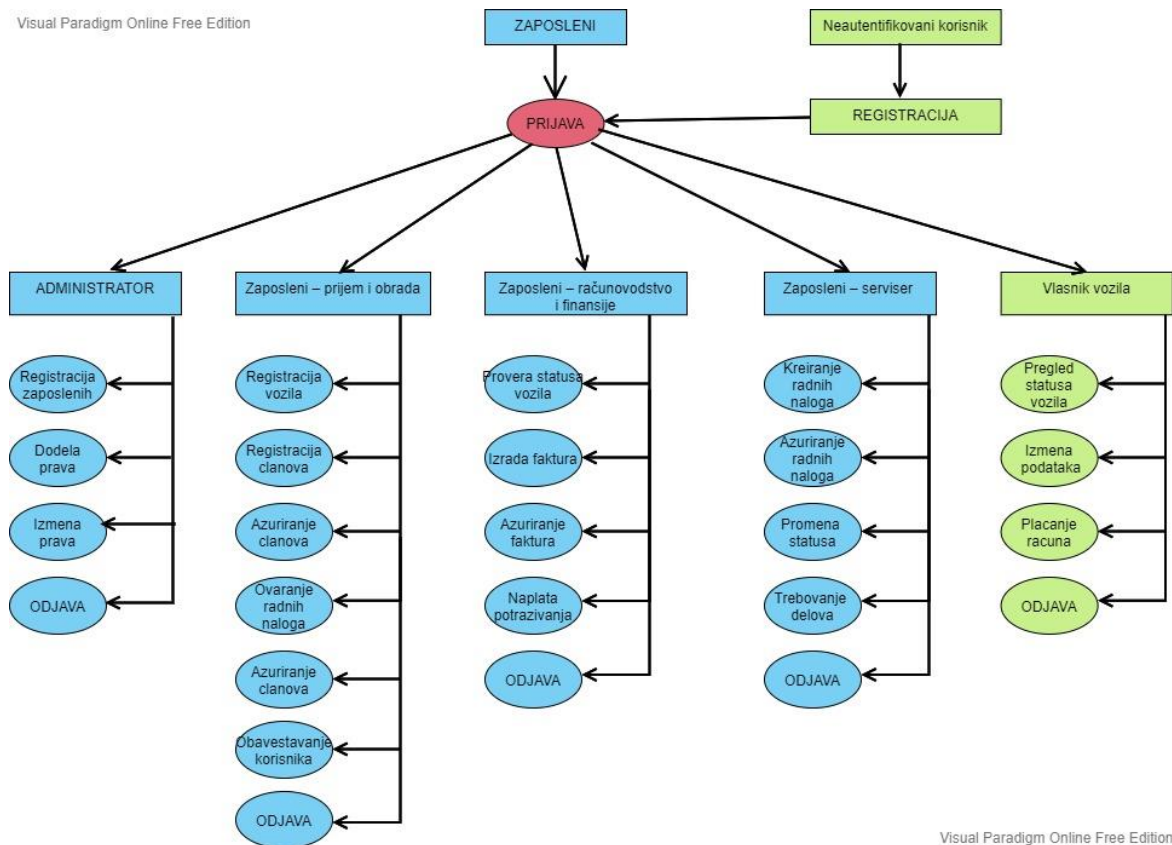 Visual Paradigm Online Free Edition
ZAPOSLENI
Neautentifikovani korisnik
PRIJAVA
REGISTRACIJA
ADMINISTRATOR
Zaposleni – prijem i obrada
Zaposleni – računovodstvo
i finansije
Zaposleni – serviser
Vlasnik vozila
Registracija
zaposlenih
Dodela
prava
Izmena
prava
ODJAVA
Registracija
vozila
Registracija
clanova
Azuriranje
clanova
Ovaranje
radnih
naloga
Azuriranje
clanova
Obavestavanje
korisnika
ODJAVA
Provera statusa
vozila
Izrada faktura
Azuriranje
faktura
Naplata
potrazivanja
ODJAVA
Kreiranje
radnih
naloga
Azuriranje
radnih
naloga
Promena
statusa
Trebovanje
delova
ODJAVA
Pregled
statusa
vozila
Izmena
podataka
Placanje
racuna
ODJAVA
Visual Paradigm Online Free Edition